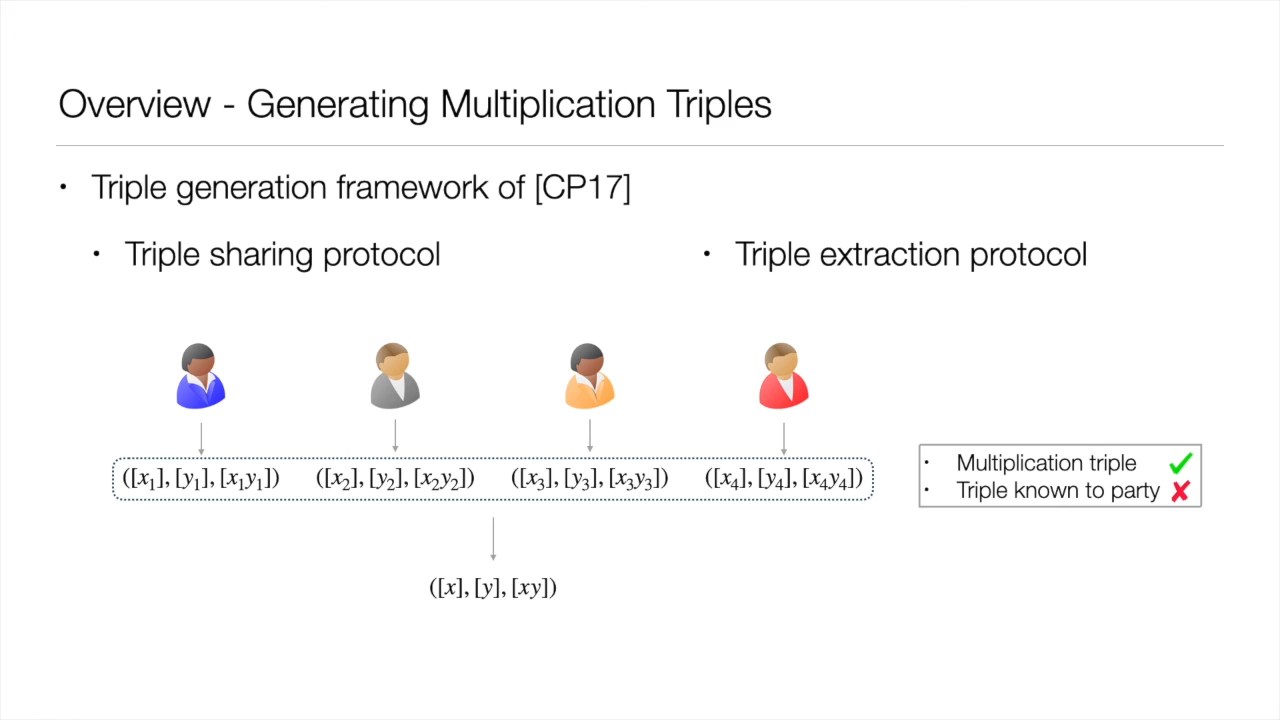 Overview - Generating Multiplication Triples
• Triple generation framework of [CP17]
• Triple sharing protocol
• Triple extraction protocol
([x₁], [y₁], [x₁y₁]) ([x₂], [y₂], [x₂y₂]) ([x₃], [y₃], [x₃y₃]) ([x₄], [y₄], [x₄y₄])
• Multiplication triple ✓
• Triple known to party ✘
([x], [y], [xy])